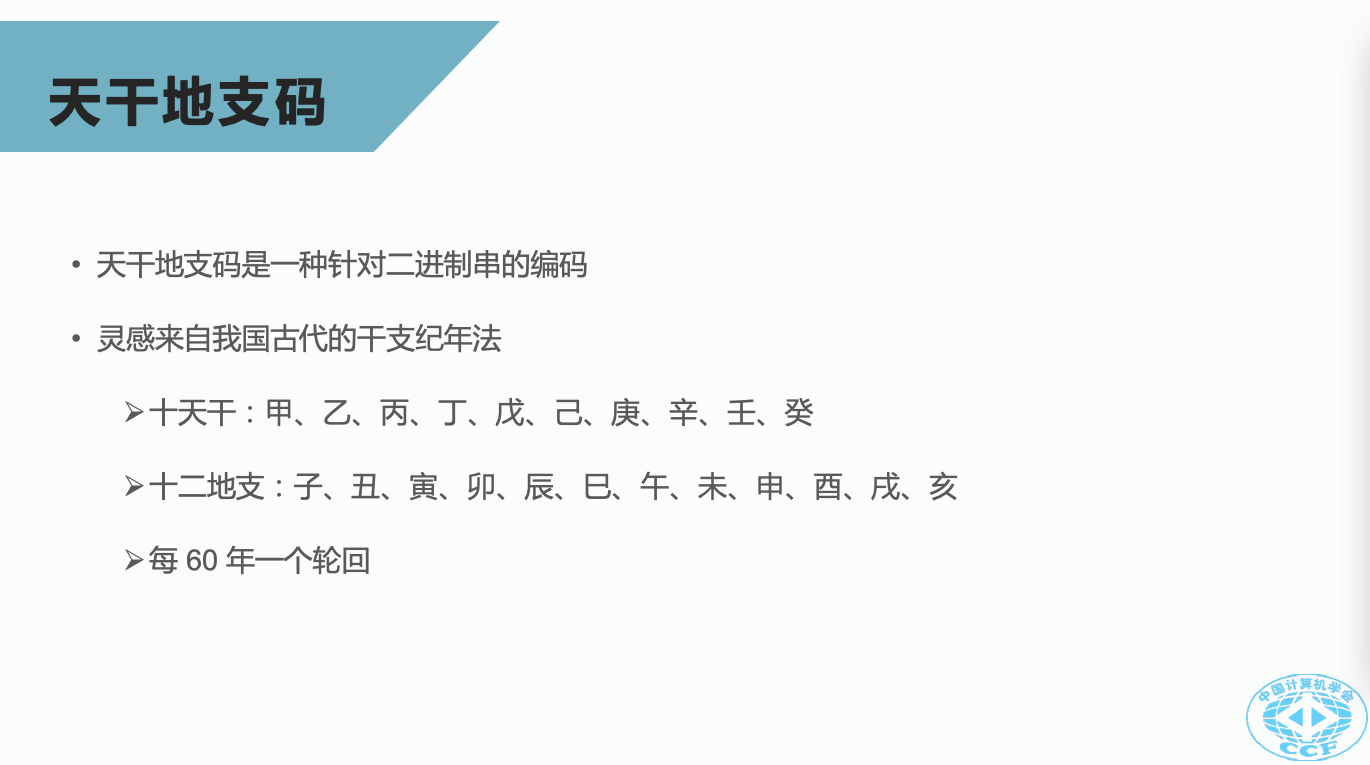 天干地支码
• 天干地支码是一种针对二进制串的编码
• 灵感来自我国古代的干支纪年法
➢十天干：甲、乙、丙、丁、戊、己、庚、辛、壬、癸
➢十二地支：子、丑、寅、卯、辰、巳、午、未、申、酉、戌、亥
➢每 60 年一个轮回
中国计算机学会
CCF